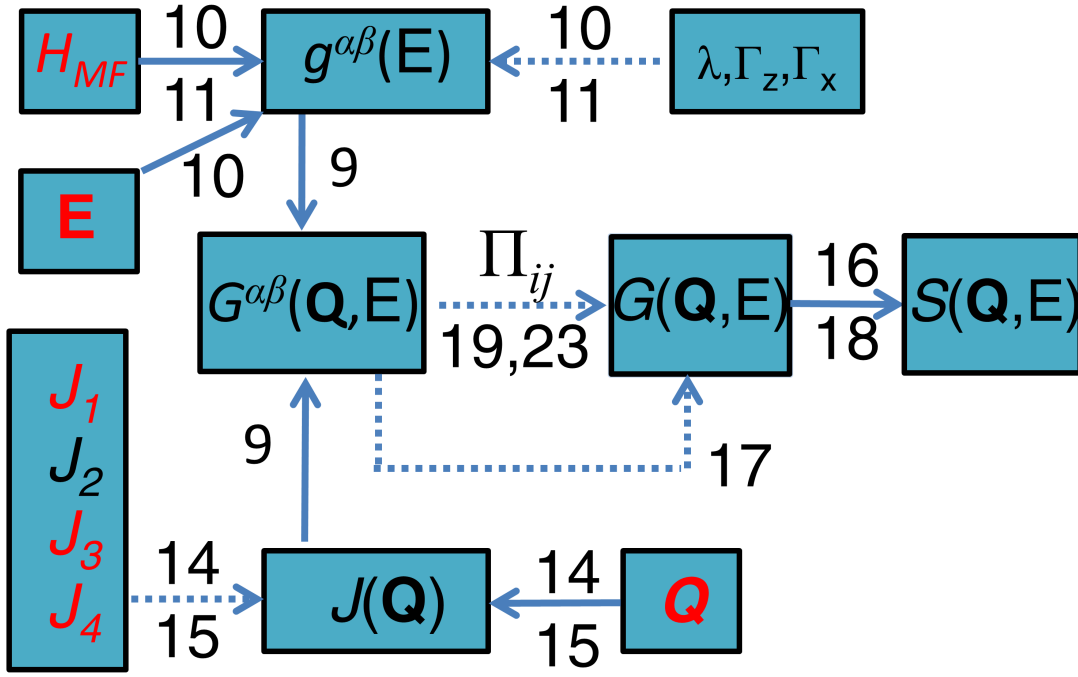 H_MF
10
11
g^αβ(E)
10
11
λ,Γ_z,Γ_x
E
10
9
G^αβ(Q,E)
Π_ij
19,23
G(Q,E)
16
18
S(Q,E)
17
J_1
J_2
J_3
J_4
9
14
15
J(Q)
14
15
Q